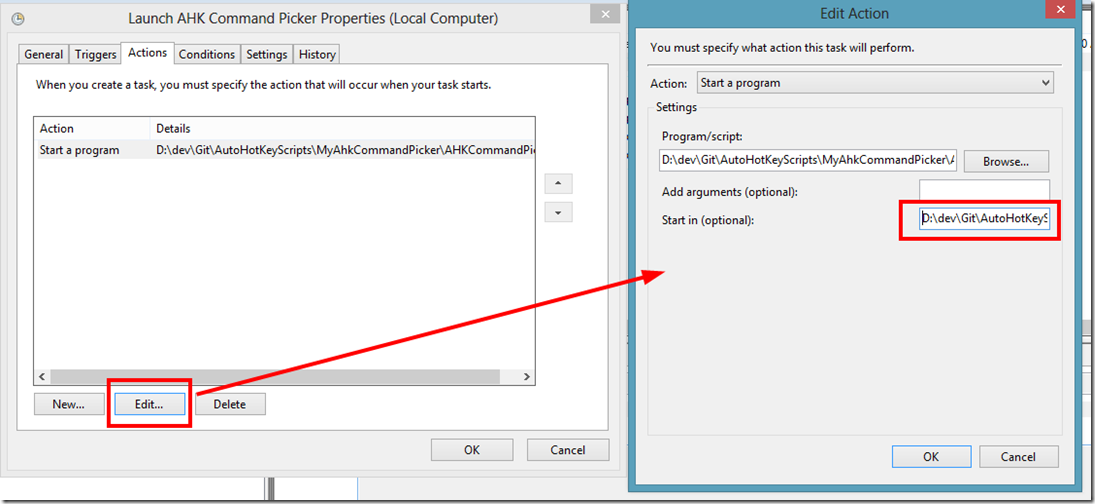 Launch AHK Command Picker Properties (Local Computer)
General Triggers Actions Conditions Settings History
When you create a task, you must specify the action that will occur when your task starts.
Action Details
Start a program D:\dev\Git\AutoHotKeyScripts\MyAhkCommandPicker\AHKCommandPi
New... Edit... Delete
OK Cancel
Edit Action
You must specify what action this task will perform.
Action: Start a program
Settings
Program/script:
D:\dev\Git\AutoHotKeyScripts\MyAhkCommandPicker\A Browse...
Add arguments (optional):
Start in (optional): D:\dev\Git\AutoHotKeyS
OK Cancel